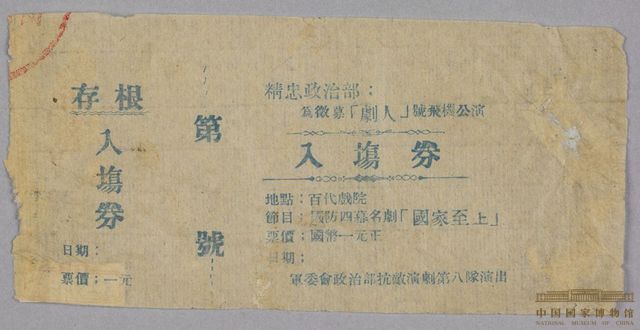 存根
入塲券
日期：
票價；一元
第 號
精忠政治部；
為徵募「劇人」號飛機公演
入塲券
地點：百代戲院
節目：國防四幕名劇「國家至上」
票價：國幣一元正
日期；
軍委會政治部抗敵演劇第八隊演出
中国国家博物馆
NATIONAL MUSEUM OF CHINA